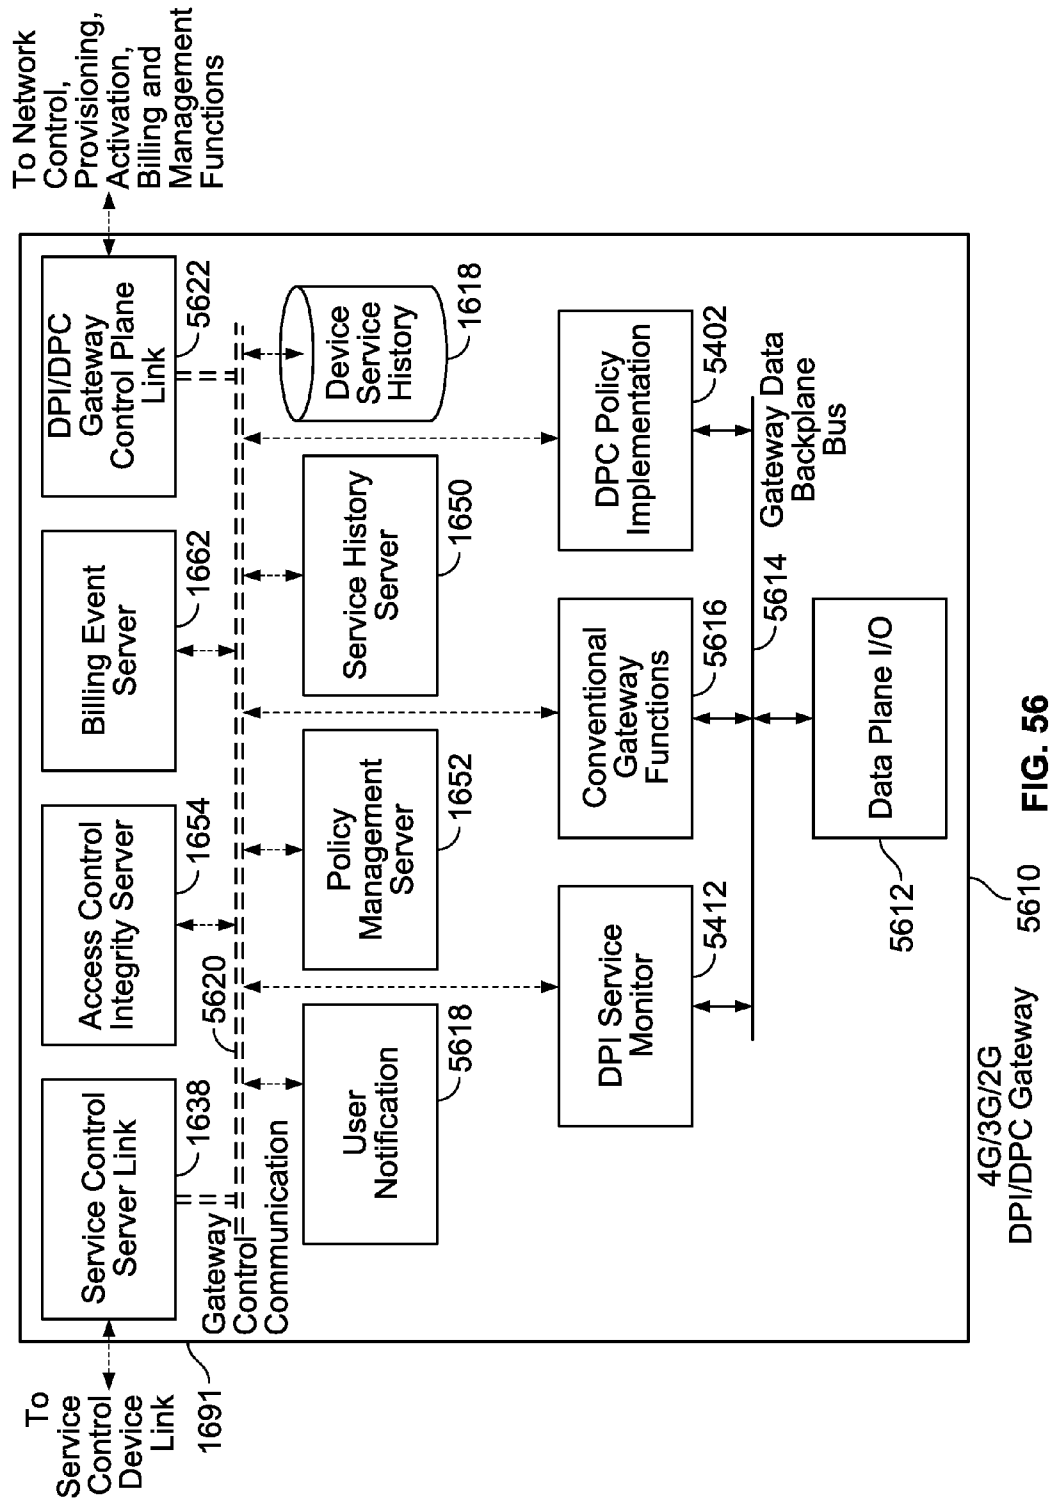 To
Service
Control
Device
Link
1691
Service Control
Server Link
1638
Access Control
Integrity Server
1654
Billing Event
Server
1662
DPI/DPC
Gateway
Control Plane
Link
5622
To Network
Control,
Provisioning,
Activation,
Billing and
Management
Functions
Gateway
Control
Communication
5620
User
Notification
5618
Policy
Management
Server
1652
Service History
Server
1650
Device
Service
History
1618
DPI Service
Monitor
5412
Conventional
Gateway
Functions
5616
DPC Policy
Implementation
5402
5614
Gateway Data
Backplane
Bus
Data Plane I/O
5612
4G/3G/2G
DPI/DPC Gateway
5610
FIG. 56